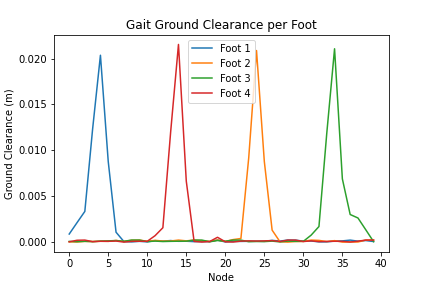 Gait Ground Clearance per Foot
Ground Clearance (m)
0.020
0.015
0.010
0.005
0.000
Foot 1
Foot 2
Foot 3
Foot 4
0 5 10 15 20 25 30 35 40
Node